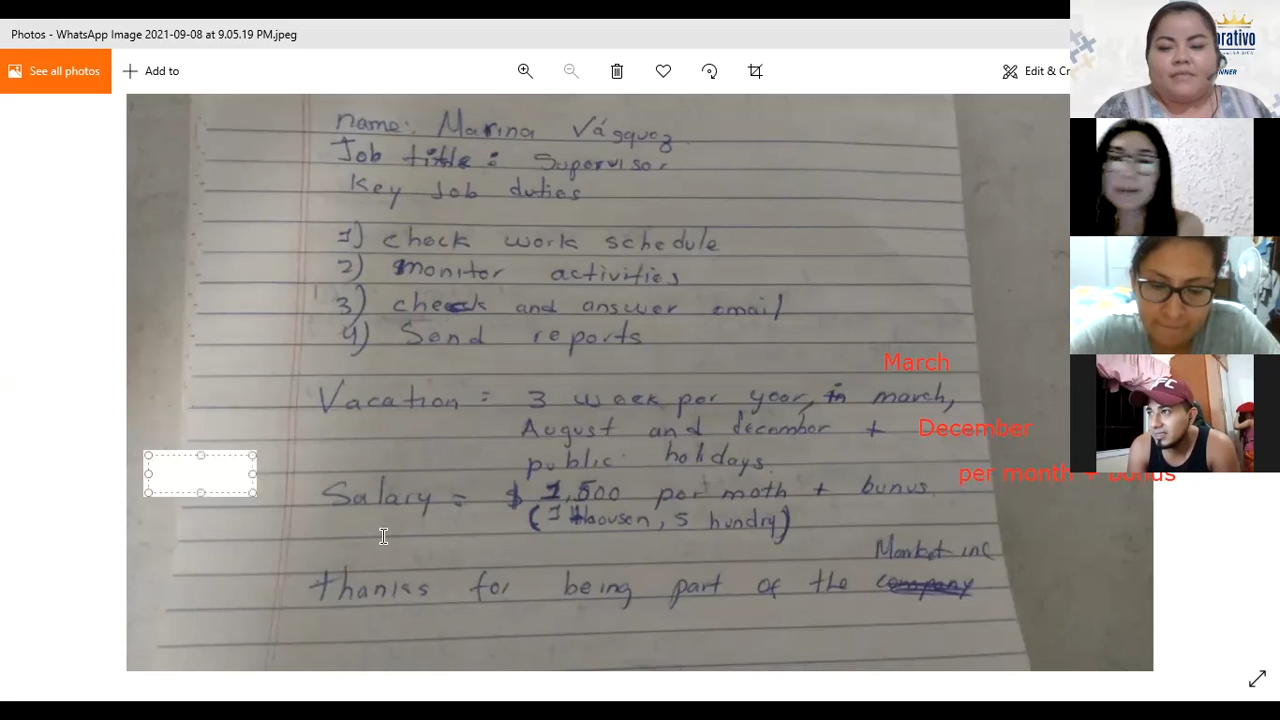 Photos - WhatsApp Image 2021-09-08 at 9.05.19 PM.jpeg
See all photos
Add to
Edit & Cr
orativo
NNER
name: Marina Vásquez
Job title: Supervisor
Key Job duties
1) check work schedule
2) monitor activities
3) check and answer email
4) Send reports
March
Vacation = 3 week per year, in march,
August and december +
December
public holidays.
per month + bonus
Salary = $ 1,500 per moth + bunus
(1 thousen, 5 hundry)
Market inc
thanks for being part of the company